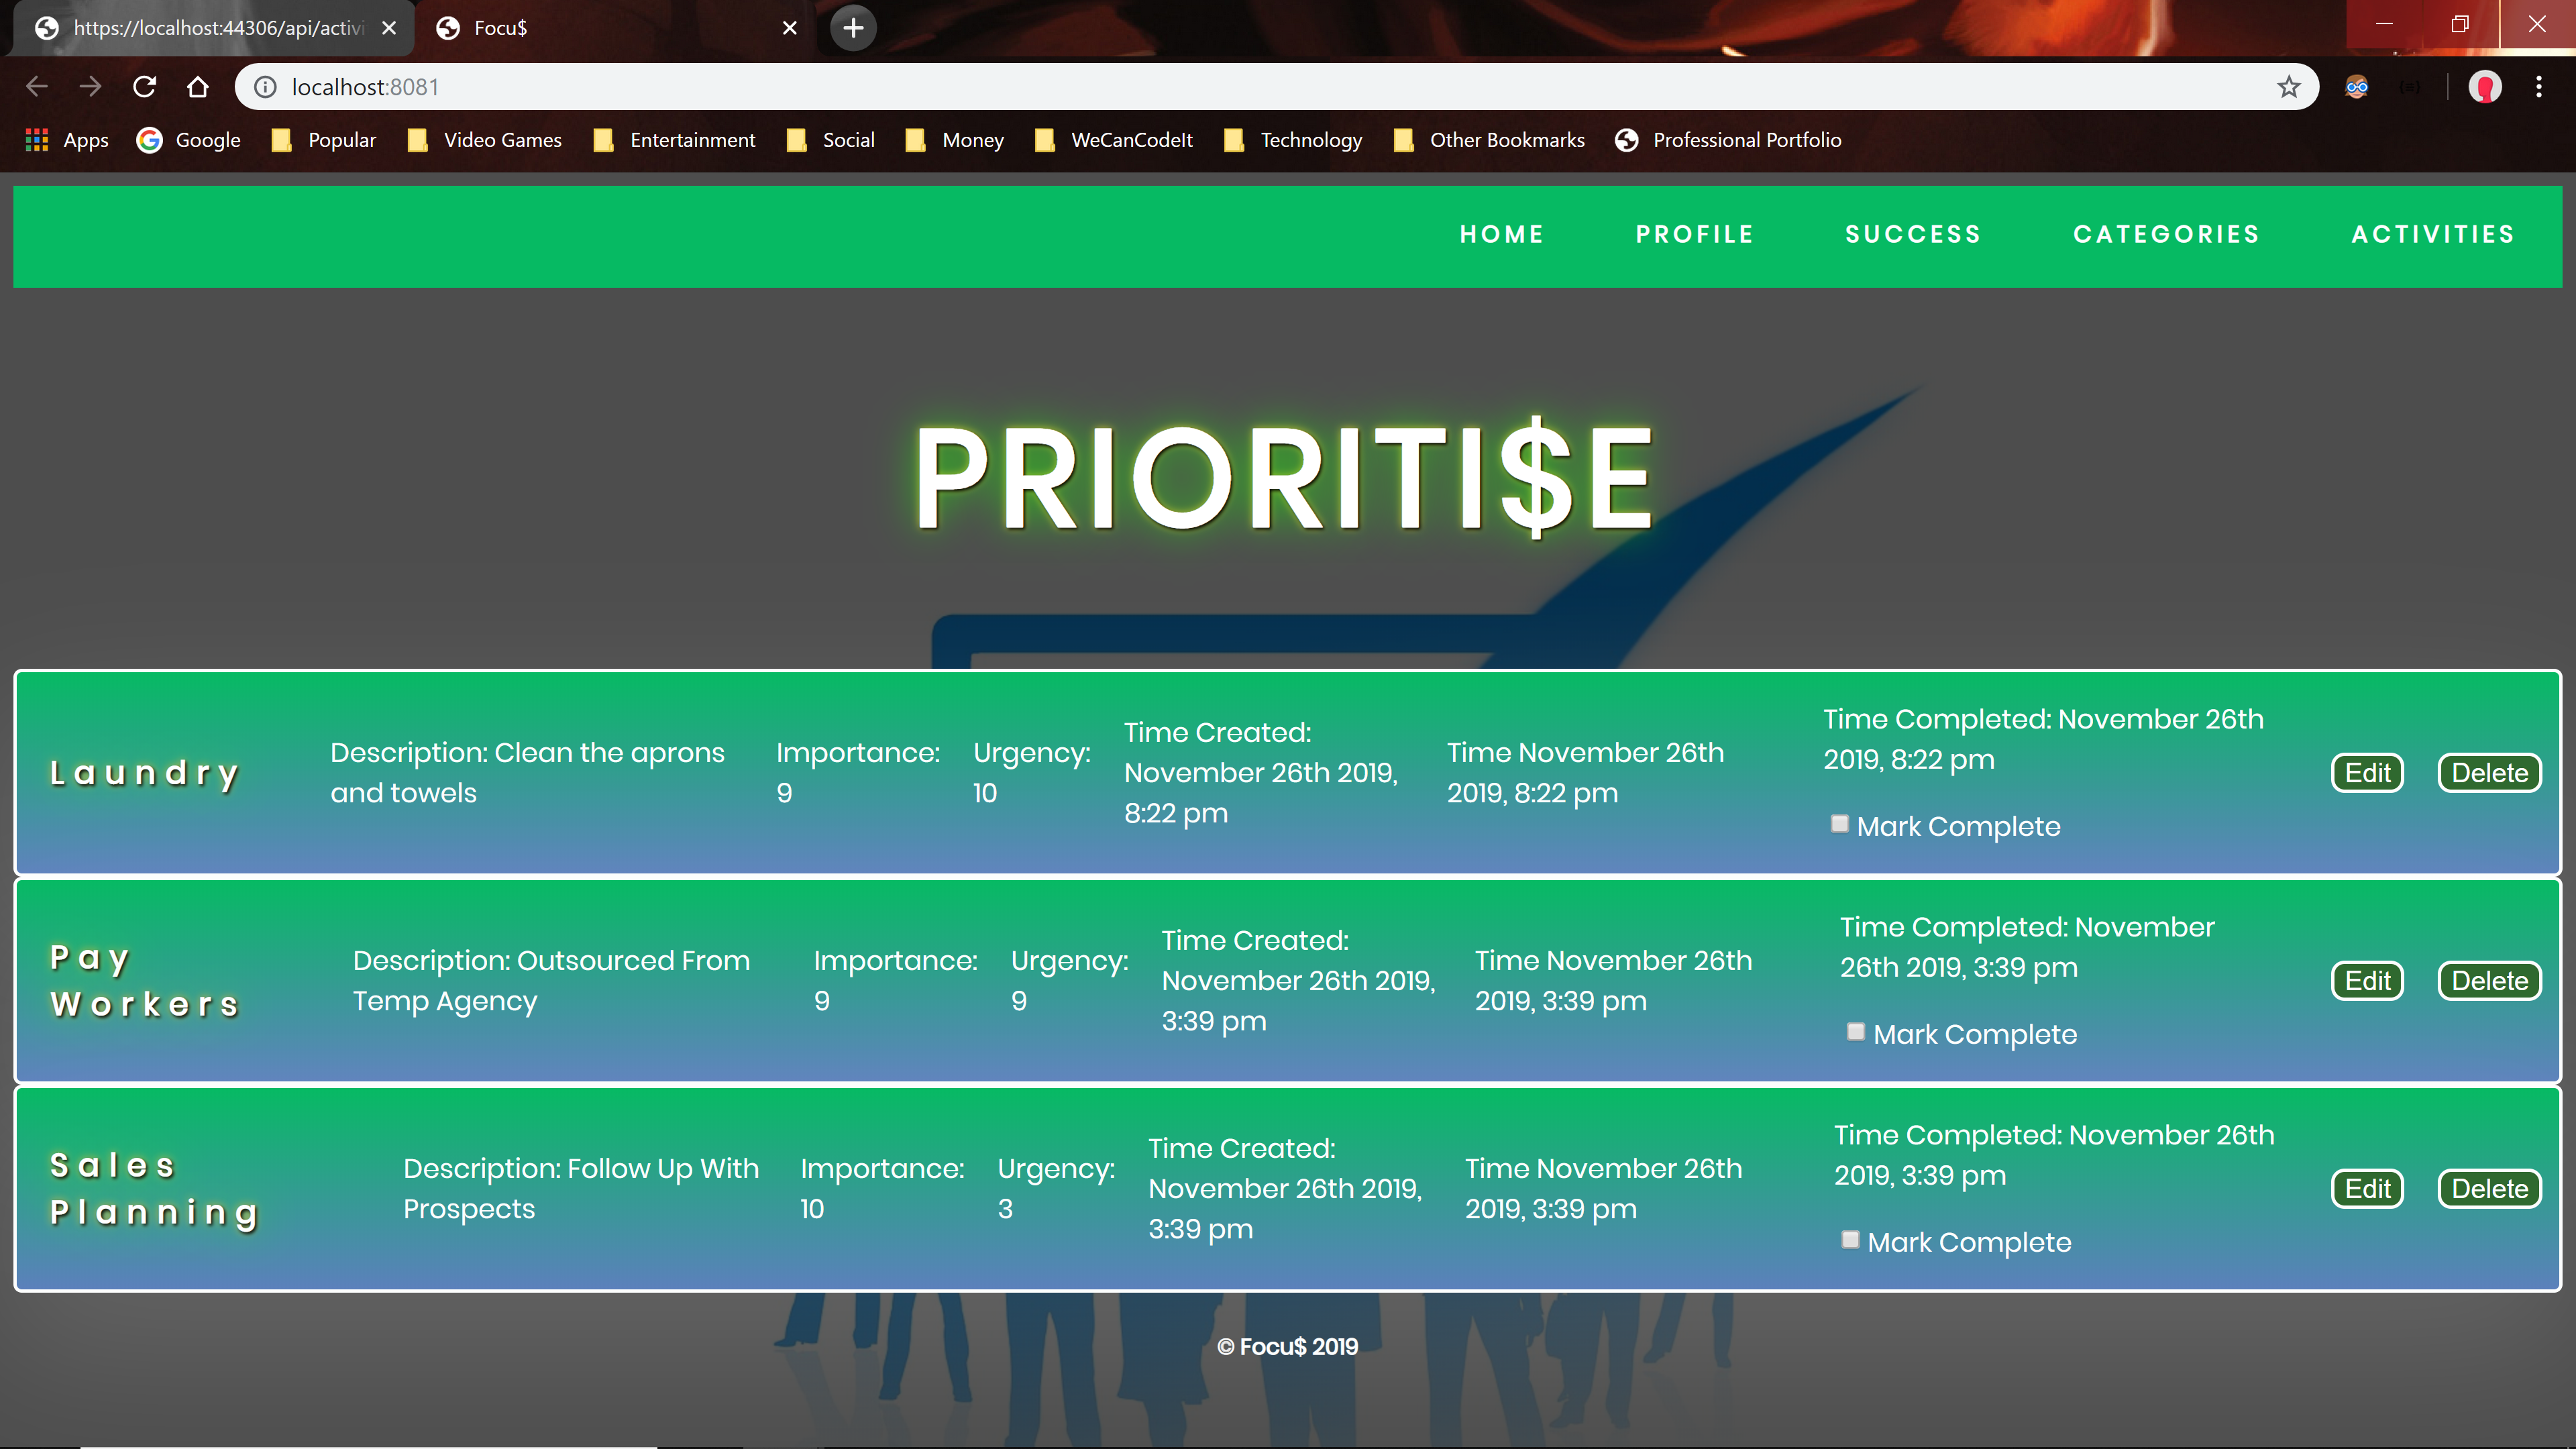 https://localhost:44306/api/activi
Focu$
localhost:8081
Apps Google Popular Video Games Entertainment Social Money WeCanCodeIt Technology Other Bookmarks Professional Portfolio
HOME PROFILE SUCCESS CATEGORIES ACTIVITIES
PRIORITI$E
Laundry
Description: Clean the aprons
and towels
Importance:
9
Urgency:
10
Time Created:
November 26th 2019,
8:22 pm
Time November 26th
2019, 8:22 pm
Time Completed: November 26th
2019, 8:22 pm
Mark Complete
Edit
Delete
Pay
Workers
Description: Outsourced From
Temp Agency
Importance:
9
Urgency:
9
Time Created:
November 26th 2019,
3:39 pm
Time November 26th
2019, 3:39 pm
Time Completed: November
26th 2019, 3:39 pm
Mark Complete
Edit
Delete
Sales
Planning
Description: Follow Up With
Prospects
Importance:
10
Urgency:
3
Time Created:
November 26th 2019,
3:39 pm
Time November 26th
2019, 3:39 pm
Time Completed: November 26th
2019, 3:39 pm
Mark Complete
Edit
Delete
© Focu$ 2019